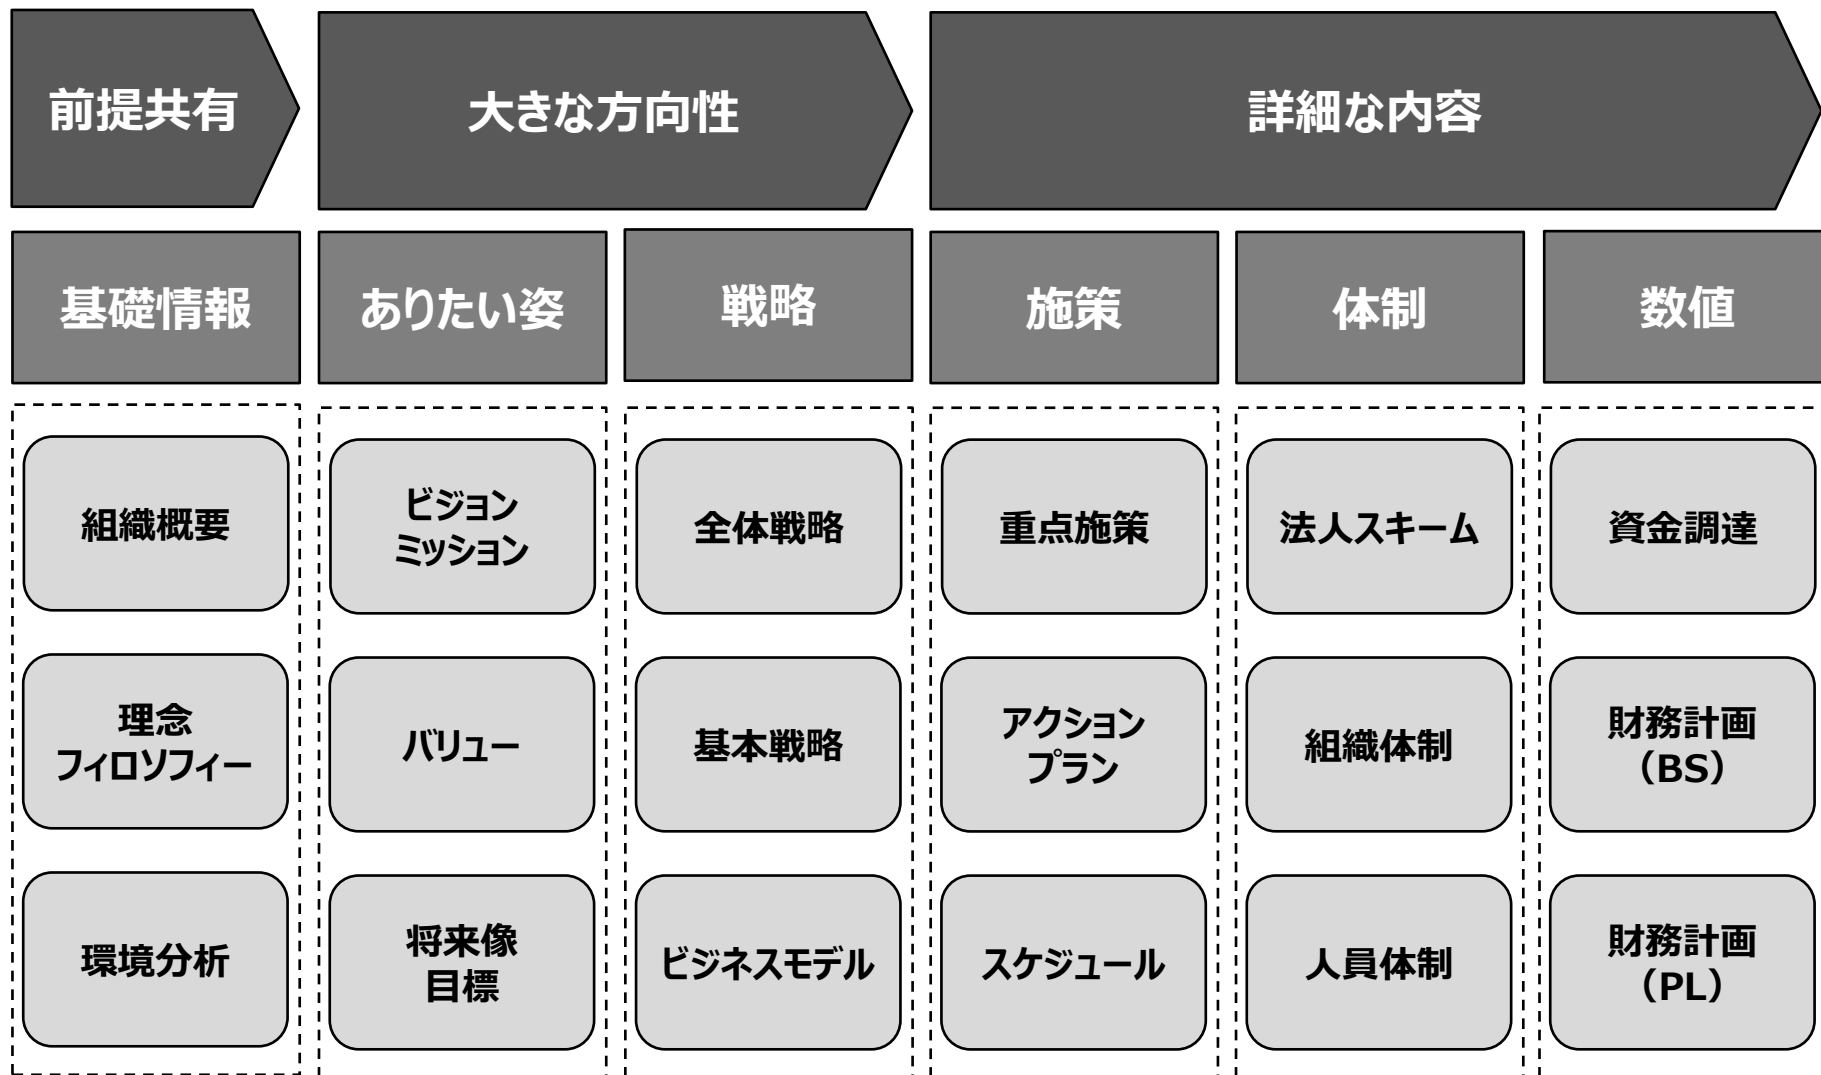 前提共有
大きな方向性
詳細な内容
基礎情報
ありたい姿
戦略
施策
体制
数値
組織概要
ビジョン
ミッション
全体戦略
重点施策
法人スキーム
資金調達
理念
フィロソフィー
バリュー
基本戦略
アクション
プラン
組織体制
財務計画
（BS）
環境分析
将来像
目標
ビジネスモデル
スケジュール
人員体制
財務計画
（PL）